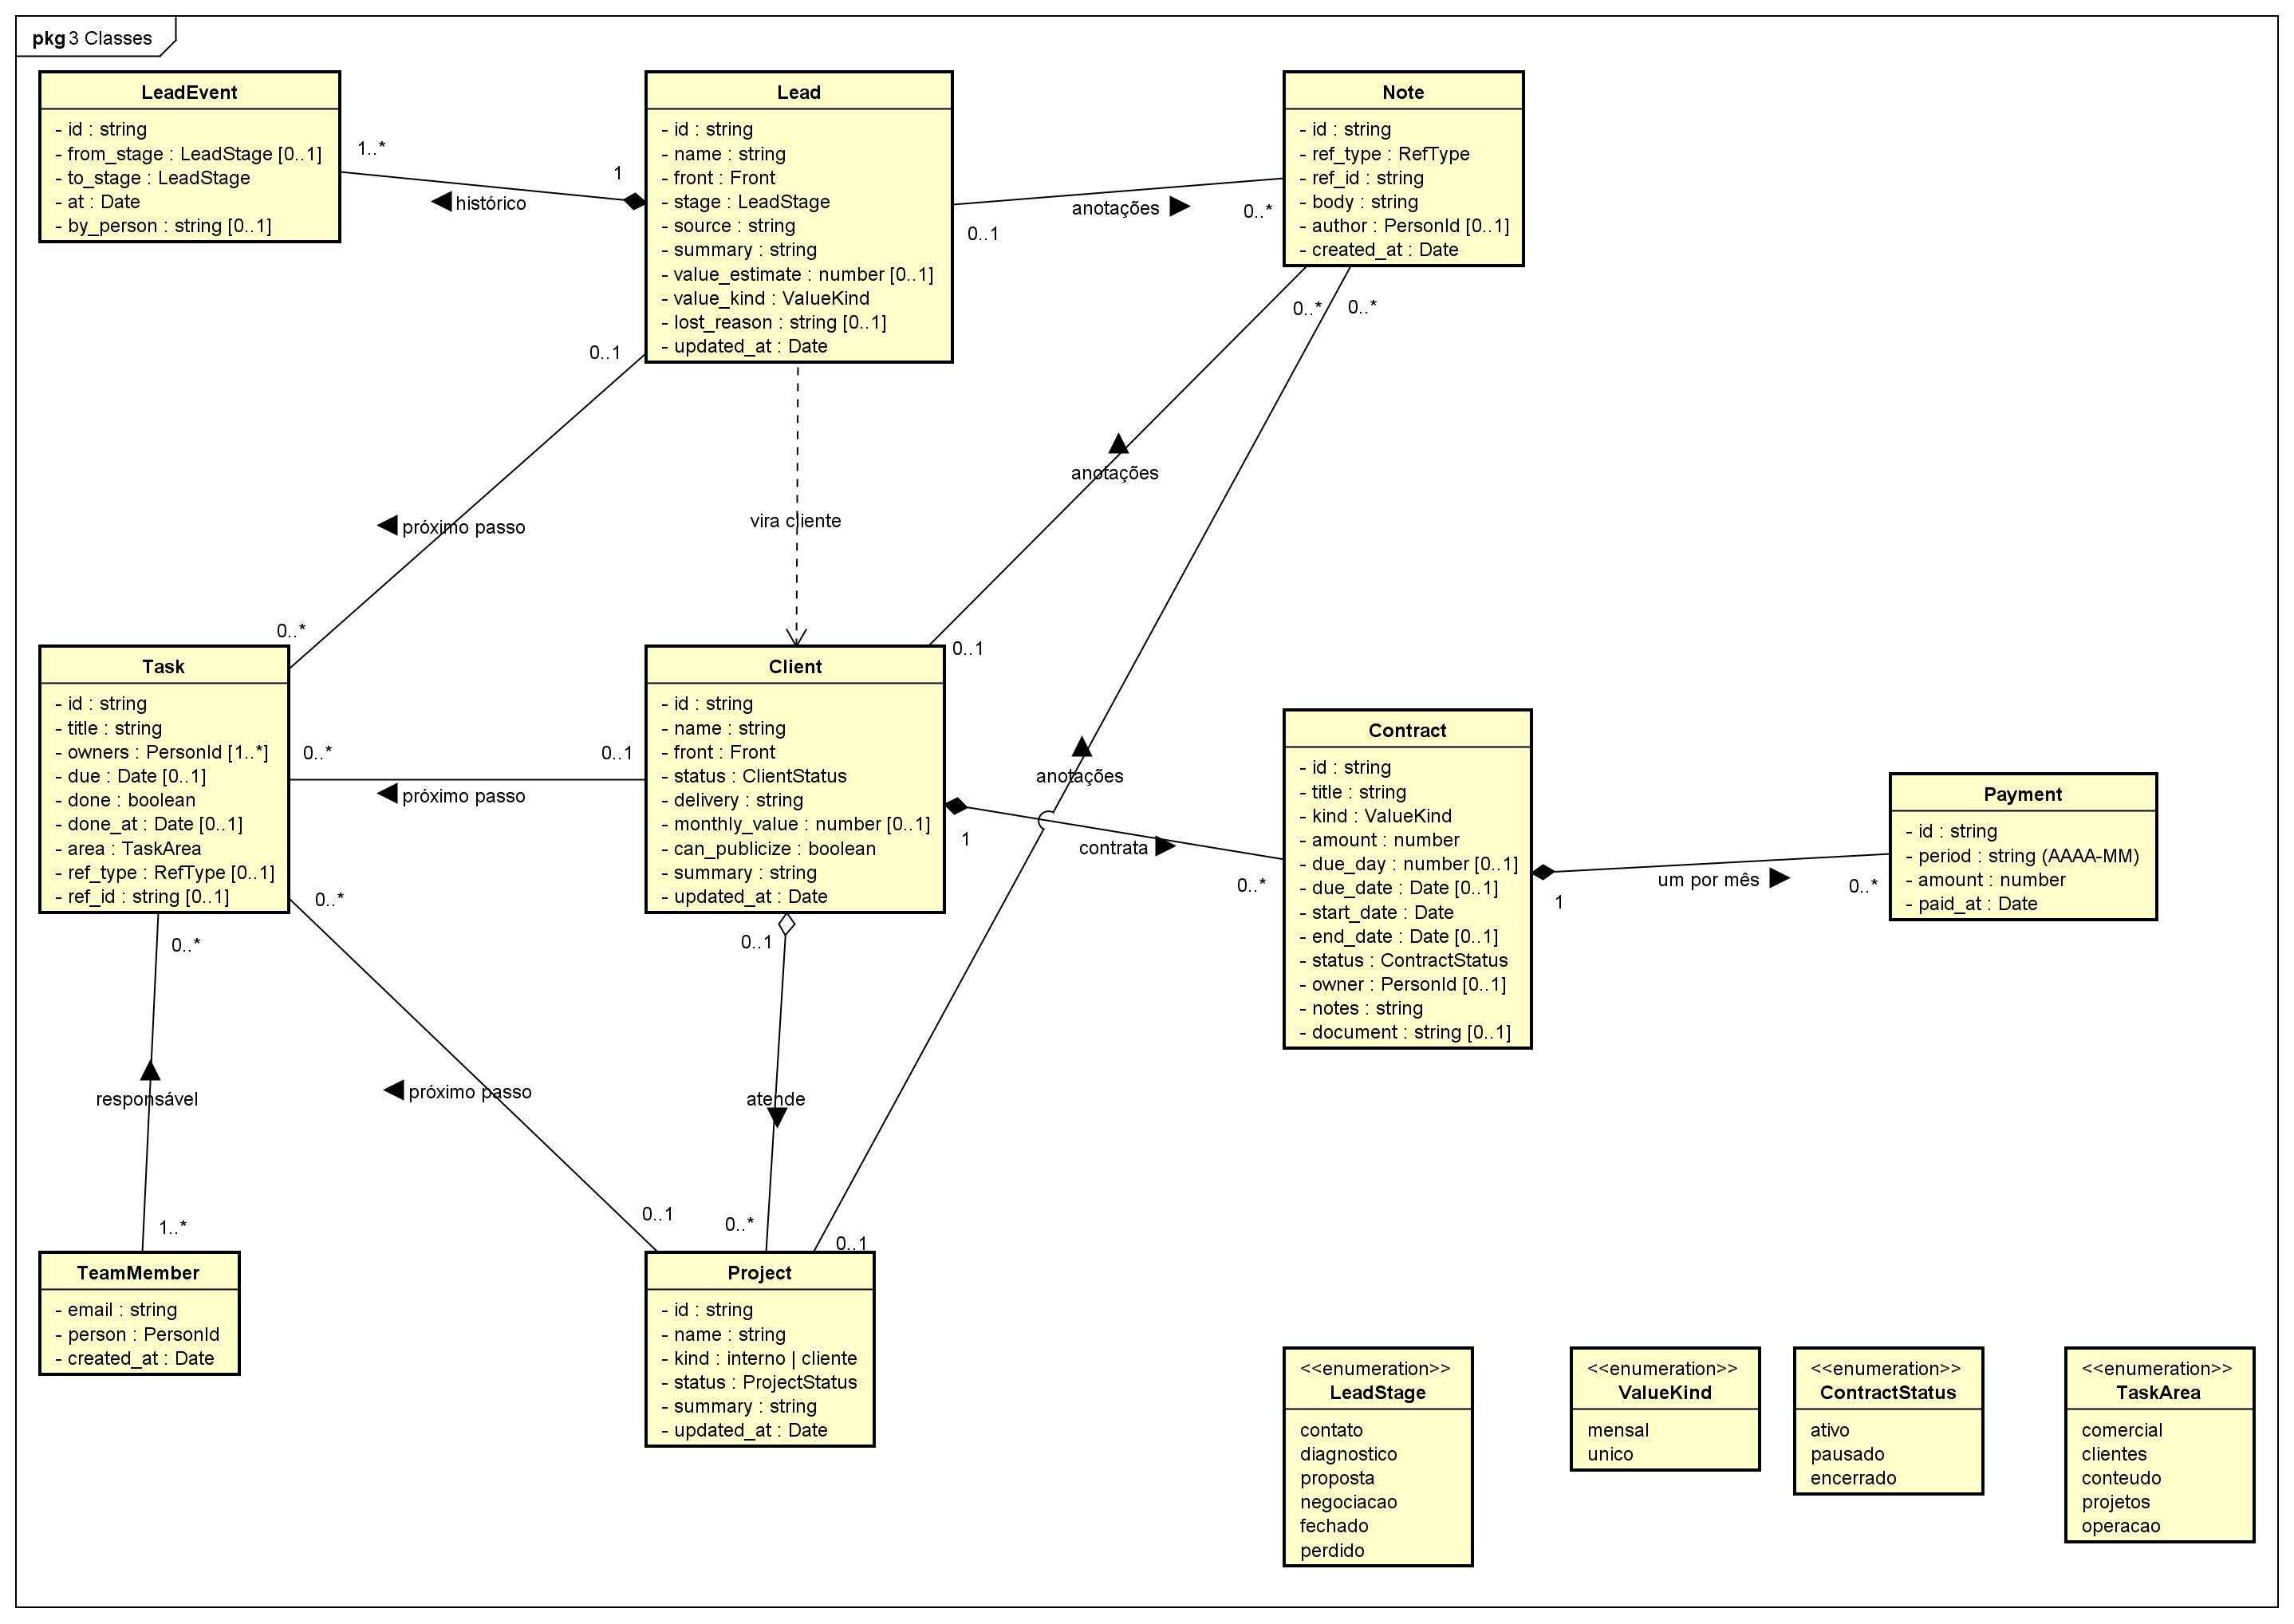 pkg 3 Classes
LeadEvent
- id : string
- from_stage : LeadStage [0..1]
- to_stage : LeadStage
- at : Date
- by_person : string [0..1]
1..*
1
histórico
Lead
- id : string
- name : string
- front : Front
- stage : LeadStage
- source : string
- summary : string
- value_estimate : number [0..1]
- value_kind : ValueKind
- lost_reason : string [0..1]
- updated_at : Date
0..1
anotações
0..*
Note
- id : string
- ref_type : RefType
- ref_id : string
- body : string
- author : PersonId [0..1]
- created_at : Date
0..*
0..*
0..1
anotações
vira cliente
próximo passo
0..*
0..1
Task
- id : string
- title : string
- owners : PersonId [1..*]
- due : Date [0..1]
- done : boolean
- done_at : Date [0..1]
- area : TaskArea
- ref_type : RefType [0..1]
- ref_id : string [0..1]
0..*
0..1
próximo passo
Client
- id : string
- name : string
- front : Front
- status : ClientStatus
- delivery : string
- monthly_value : number [0..1]
- can_publicize : boolean
- summary : string
- updated_at : Date
anotações
1
contrata
0..*
Contract
- id : string
- title : string
- kind : ValueKind
- amount : number
- due_day : number [0..1]
- due_date : Date [0..1]
- start_date : Date
- end_date : Date [0..1]
- status : ContractStatus
- owner : PersonId [0..1]
- notes : string
- document : string [0..1]
1
um por mês
0..*
Payment
- id : string
- period : string (AAAA-MM)
- amount : number
- paid_at : Date
0..*
0..*
0..1
responsável
próximo passo
atende
1..*
0..1
0..*
0..1
TeamMember
- email : string
- person : PersonId
- created_at : Date
Project
- id : string
- name : string
- kind : interno | cliente
- status : ProjectStatus
- summary : string
- updated_at : Date
<<enumeration>>
LeadStage
contato
diagnostico
proposta
negociacao
fechado
perdido
<<enumeration>>
ValueKind
mensal
unico
<<enumeration>>
ContractStatus
ativo
pausado
encerrado
<<enumeration>>
TaskArea
comercial
clientes
conteudo
projetos
operacao